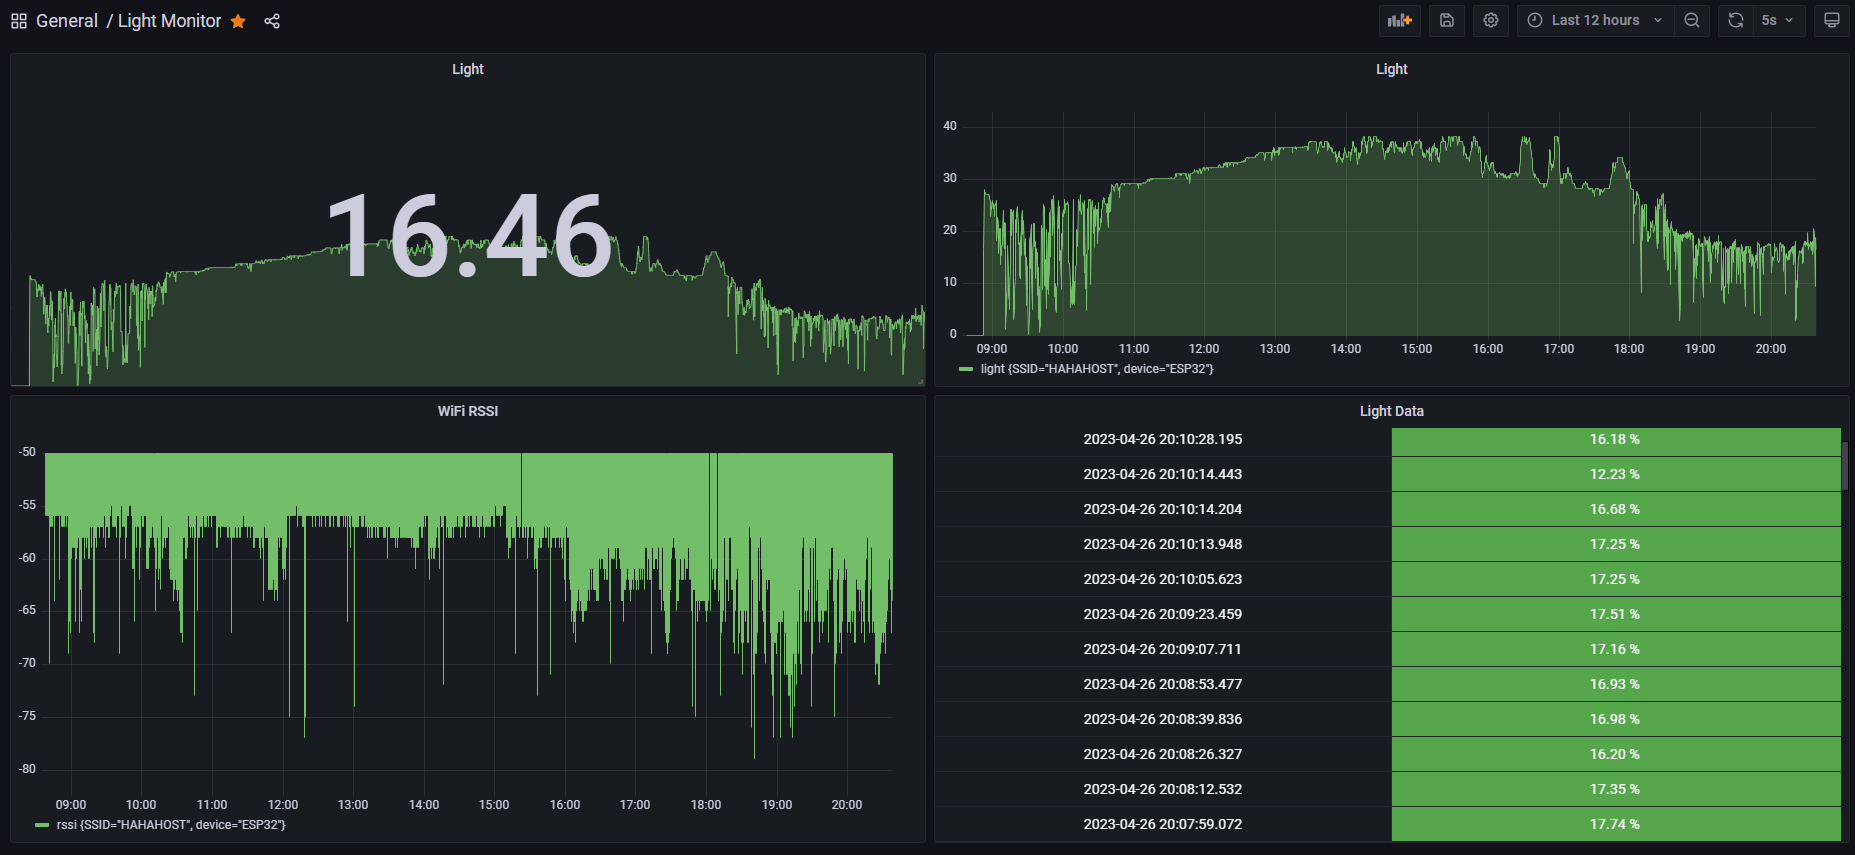 General / Light Monitor
Last 12 hours
5s
Light
16.46
Light
40
30
20
10
0
09:00 10:00 11:00 12:00 13:00 14:00 15:00 16:00 17:00 18:00 19:00 20:00
light {SSID="HAHAHOST", device="ESP32"}
WiFi RSSI
-50
-55
-60
-65
-70
-75
-80
09:00 10:00 11:00 12:00 13:00 14:00 15:00 16:00 17:00 18:00 19:00 20:00
rssi {SSID="HAHAHOST", device="ESP32"}
Light Data
2023-04-26 20:10:28.195 16.18 %
2023-04-26 20:10:14.443 12.23 %
2023-04-26 20:10:14.204 16.68 %
2023-04-26 20:10:13.948 17.25 %
2023-04-26 20:10:05.623 17.25 %
2023-04-26 20:09:23.459 17.51 %
2023-04-26 20:09:07.711 17.16 %
2023-04-26 20:08:53.477 16.93 %
2023-04-26 20:08:39.836 16.98 %
2023-04-26 20:08:26.327 16.20 %
2023-04-26 20:08:12.532 17.35 %
2023-04-26 20:07:59.072 17.74 %